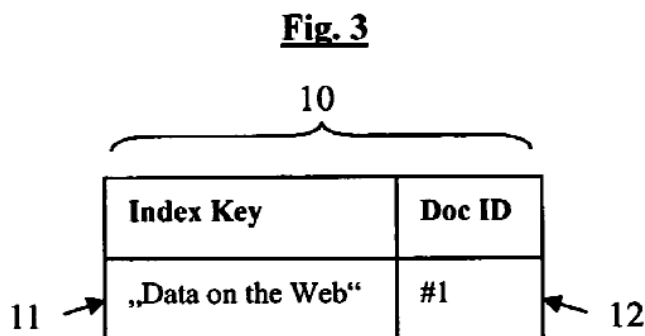 Fig. 3
10
Index Key Doc ID
11 „Data on the Web“ #1 12